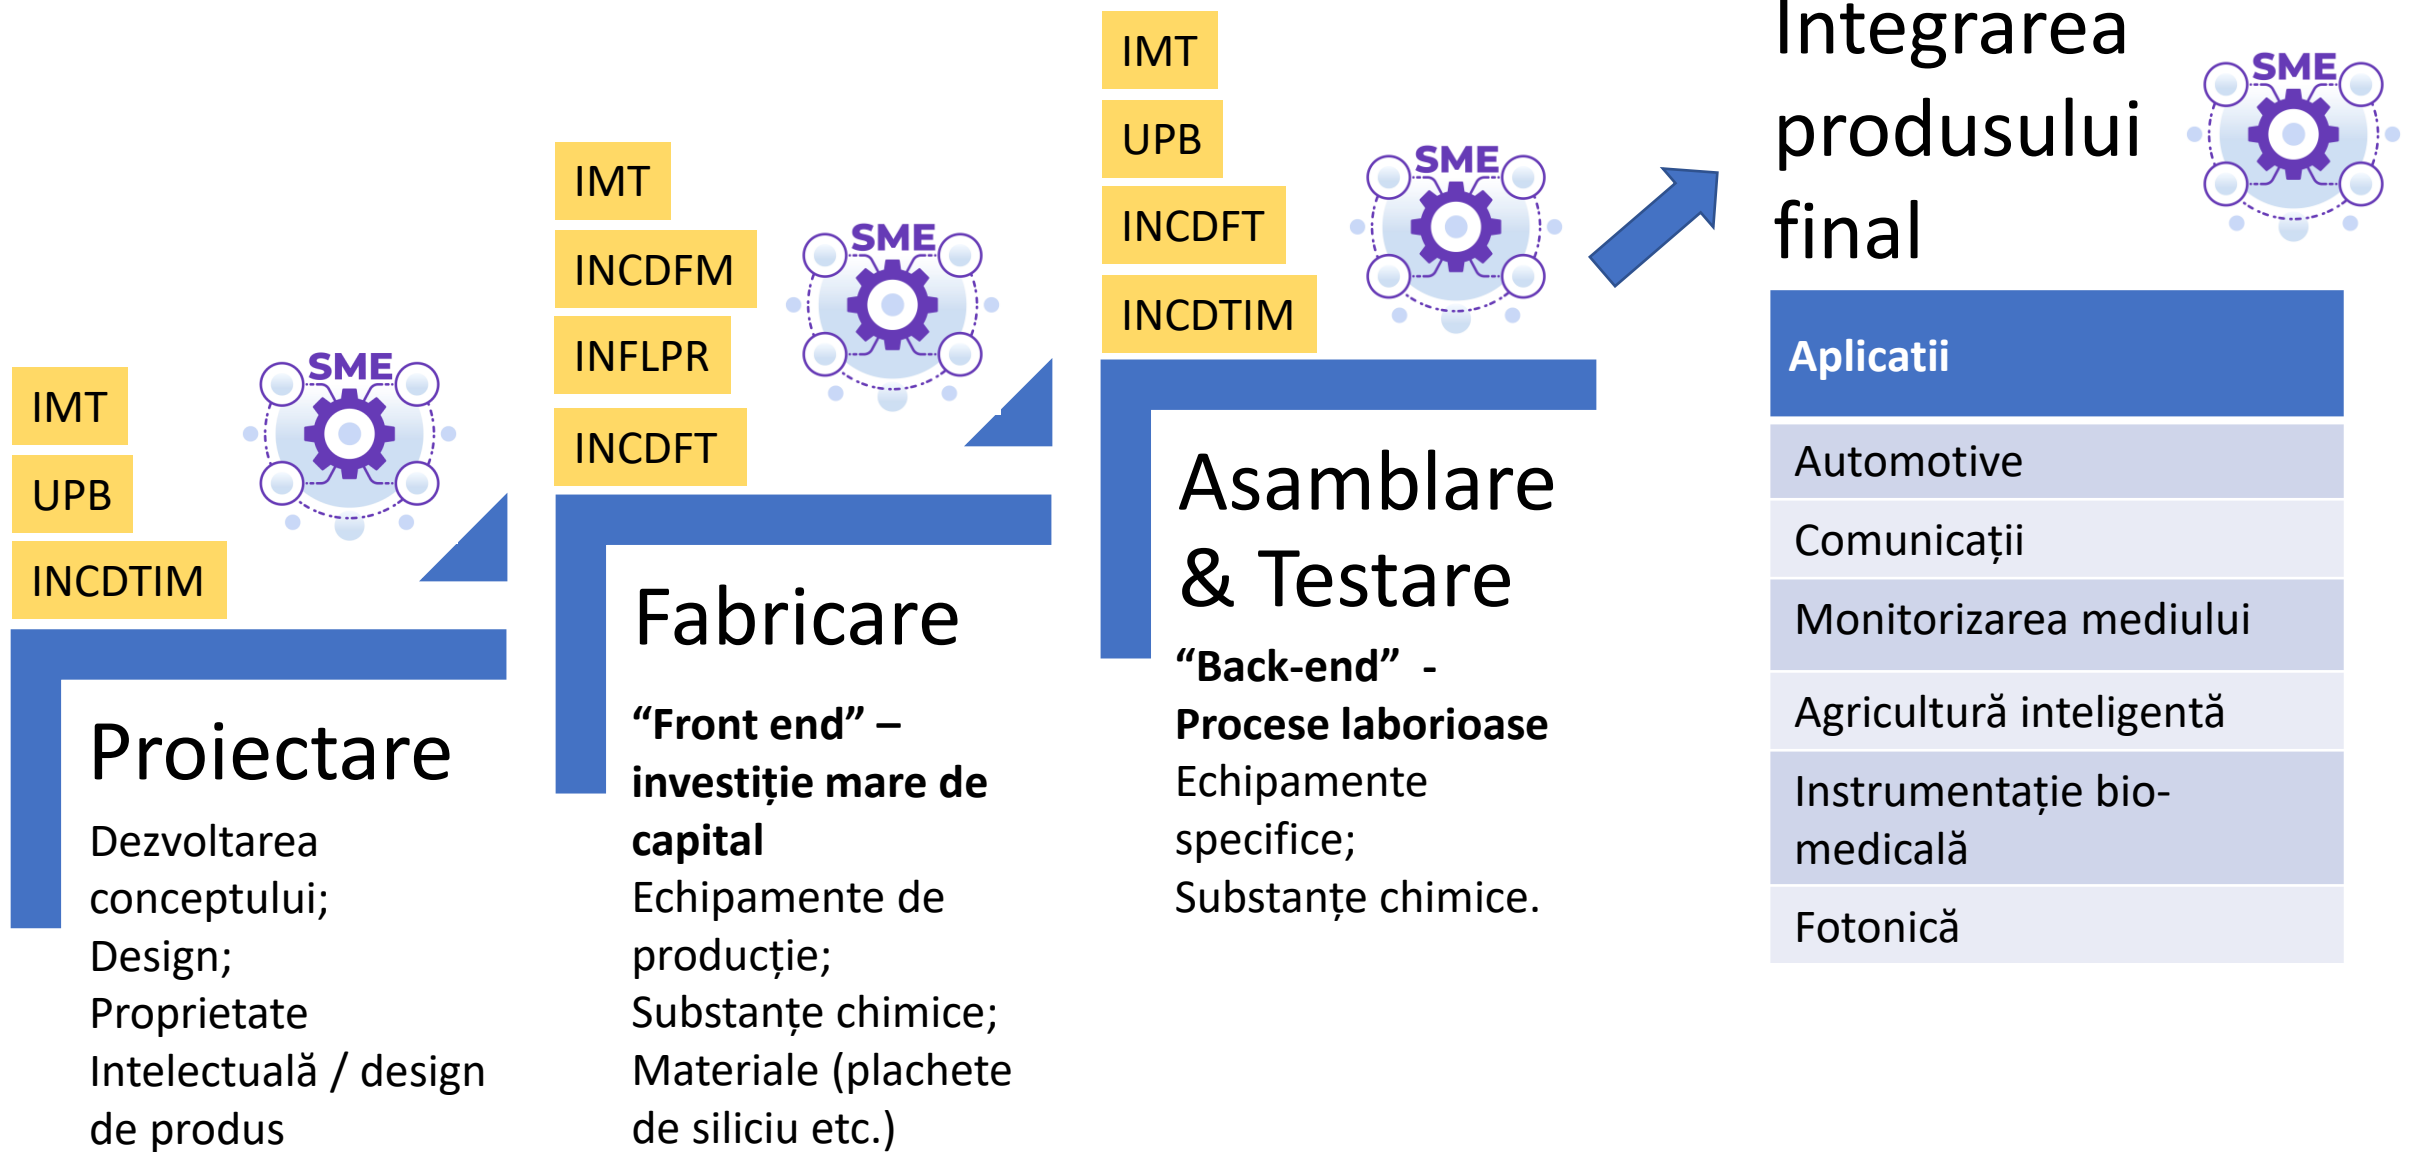 IMT
UPB
INCDTIM
SME
Proiectare
Dezvoltarea
conceptului;
Design;
Proprietate
Intelectuală / design
de produs
IMT
INCDFM
INFLPR
INCDFT
SME
Fabricare
“Front end” –
investiție mare de
capital
Echipamente de
producție;
Substanțe chimice;
Materiale (plachete
de siliciu etc.)
IMT
UPB
INCDFT
INCDTIM
SME
Asamblare
& Testare
“Back-end” -
Procese laborioase
Echipamente
specifice;
Substanțe chimice.
Integrarea
produsului
final
SME
Aplicatii
Automotive
Comunicații
Monitorizarea mediului
Agricultură inteligentă
Instrumentație bio-
medicală
Fotonică